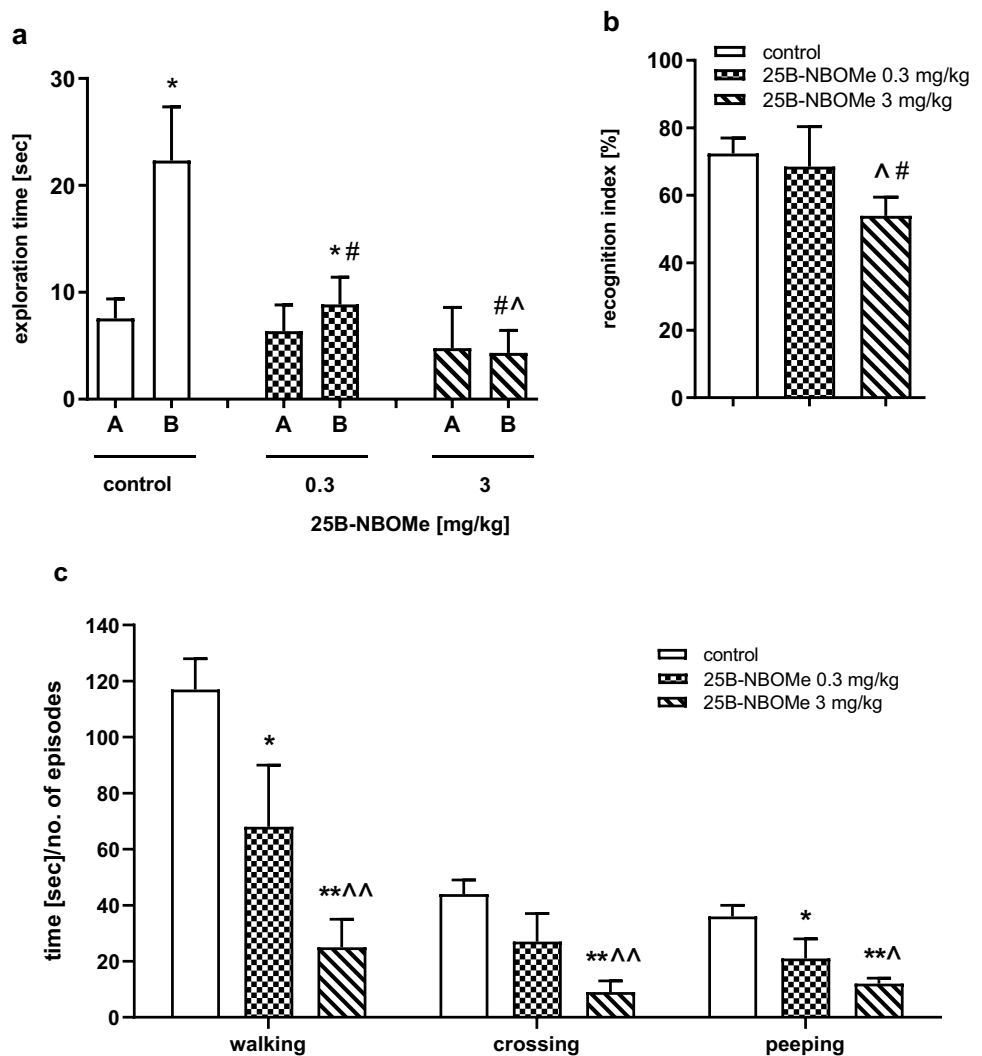 a
exploration time [sec]
30
20
10
0
*
* #
#^
A B A B A B
control 0.3 3
25B-NBOMe [mg/kg]
b
recognition index [%]
100
80
60
40
20
0
control
25B-NBOMe 0.3 mg/kg
25B-NBOMe 3 mg/kg
^ #
c
time [sec]/no. of episodes
140
120
100
80
60
40
20
0
control
25B-NBOMe 0.3 mg/kg
25B-NBOMe 3 mg/kg
*
**^^
**^^
*
**^
walking crossing peeping